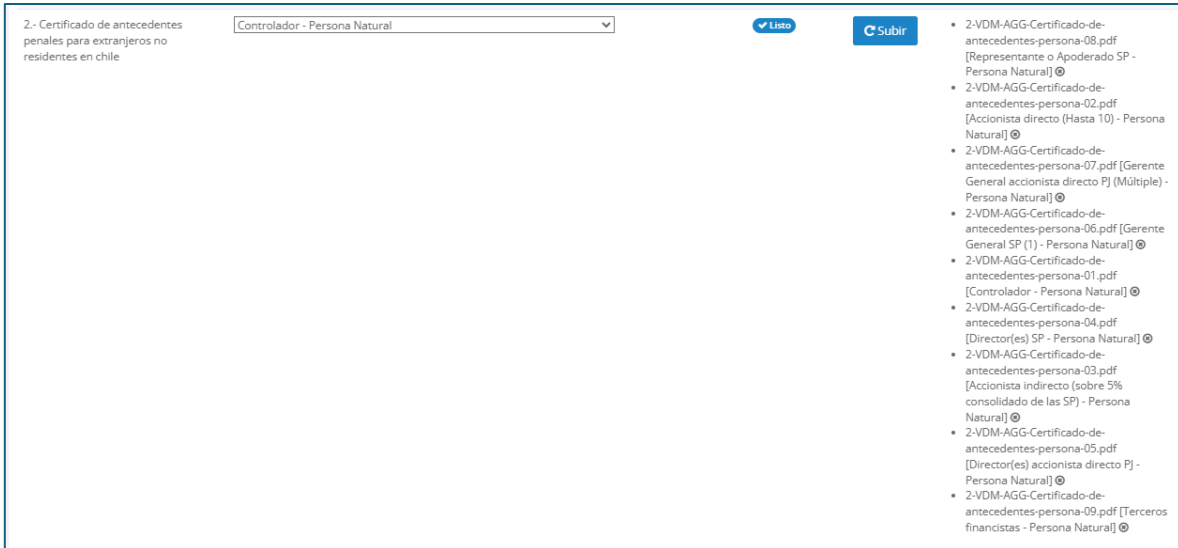 2.- Certificado de antecedentes
penales para extranjeros no
residentes en chile
Controlador - Persona Natural
Listo
Subir
2-VDM-AGG-Certificado-de-
antecedentes-persona-08.pdf
[Representante o Apoderado SP -
Persona Natural]
2-VDM-AGG-Certificado-de-
antecedentes-persona-02.pdf
[Accionista directo (Hasta 10) - Persona
Natural]
2-VDM-AGG-Certificado-de-
antecedentes-persona-07.pdf [Gerente
General accionista directo PJ (Múltiple) -
Persona Natural]
2-VDM-AGG-Certificado-de-
antecedentes-persona-06.pdf [Gerente
General SP (1) - Persona Natural]
2-VDM-AGG-Certificado-de-
antecedentes-persona-01.pdf
[Controlador - Persona Natural]
2-VDM-AGG-Certificado-de-
antecedentes-persona-04.pdf
[Director(es) SP - Persona Natural]
2-VDM-AGG-Certificado-de-
antecedentes-persona-03.pdf
[Accionista indirecto (sobre 5%
consolidado de las SP) - Persona
Natural]
2-VDM-AGG-Certificado-de-
antecedentes-persona-05.pdf
[Director(es) accionista directo PJ -
Persona Natural]
2-VDM-AGG-Certificado-de-
antecedentes-persona-09.pdf [Terceros
financistas - Persona Natural]